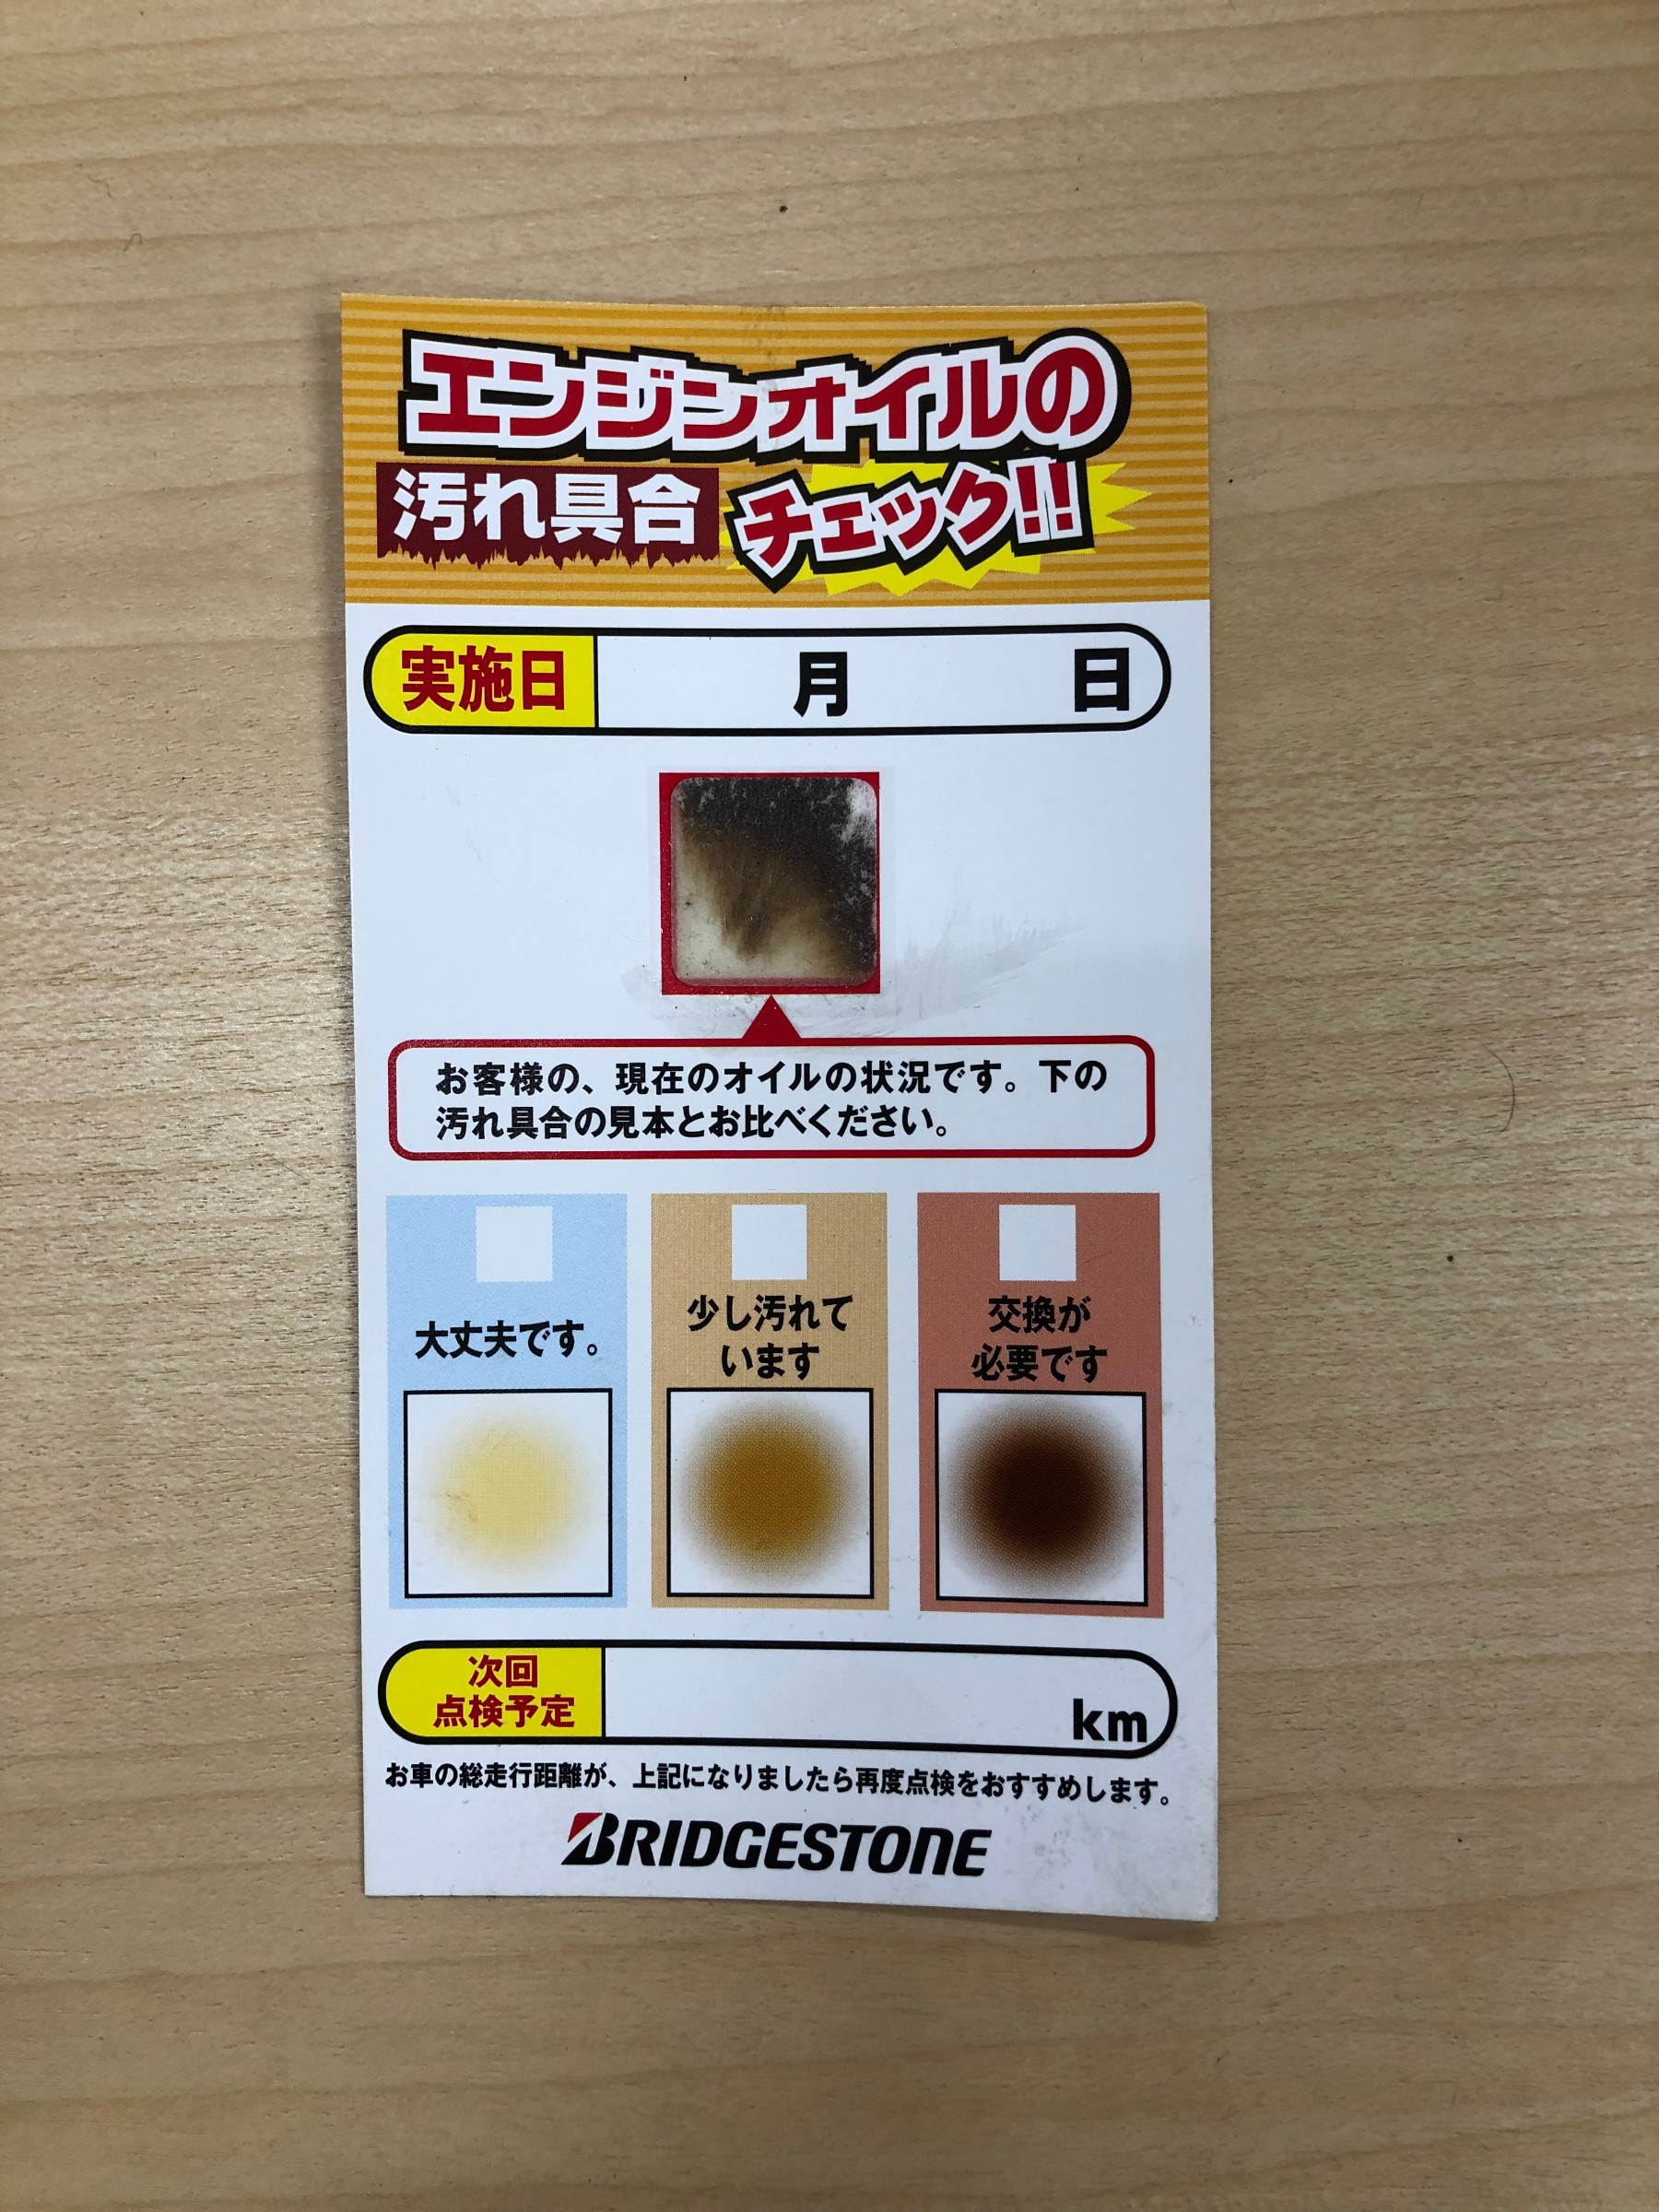 エンジンオイルの
汚れ具合 チェック!!
実施日 月 日
お客様の、現在のオイルの状況です。下の
汚れ具合の見本とお比べください。
大丈夫です。
少し汚れて
います
交換が
必要です
次回
点検予定 km
お車の総走行距離が、上記になりましたら再度点検をおすすめします。
BRIDGESTONE